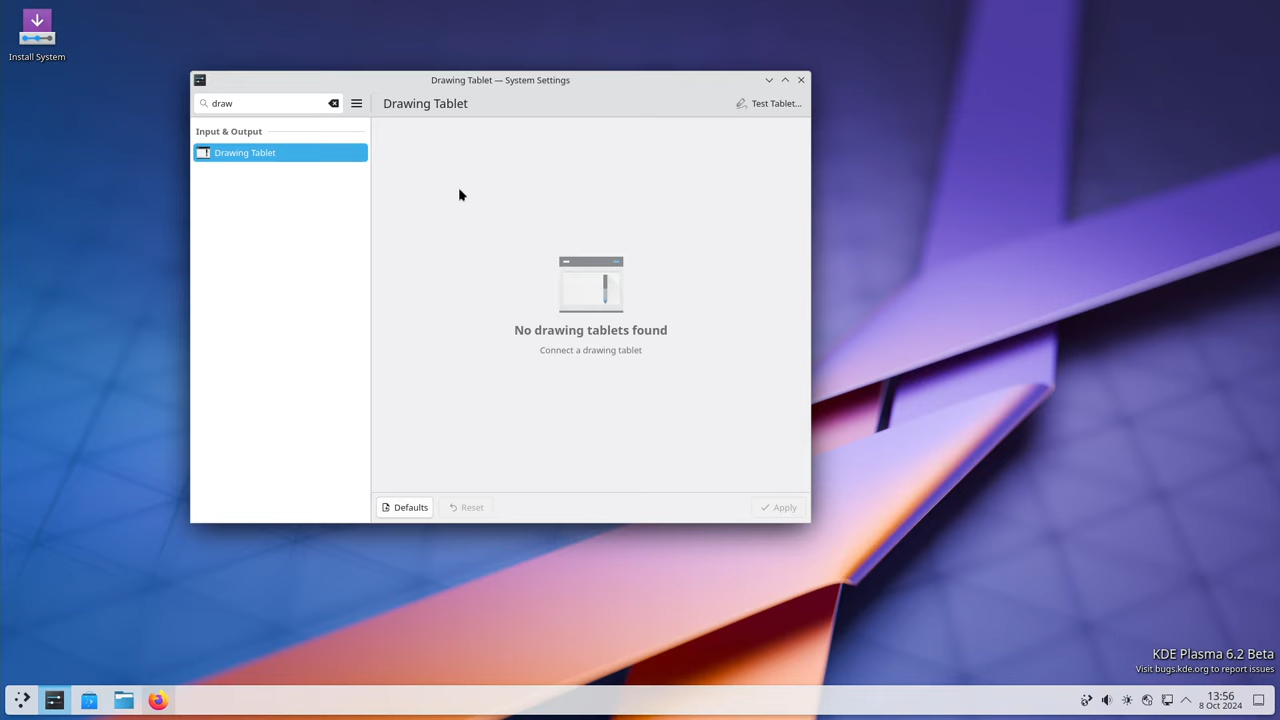 Install System
Drawing Tablet — System Settings
draw
Drawing Tablet
Test Tablet...
Input & Output
Drawing Tablet
No drawing tablets found
Connect a drawing tablet
Defaults
Reset
Apply
KDE Plasma 6.2 Beta
Visit bugs.kde.org to report issues
13:56
8 Oct 2024